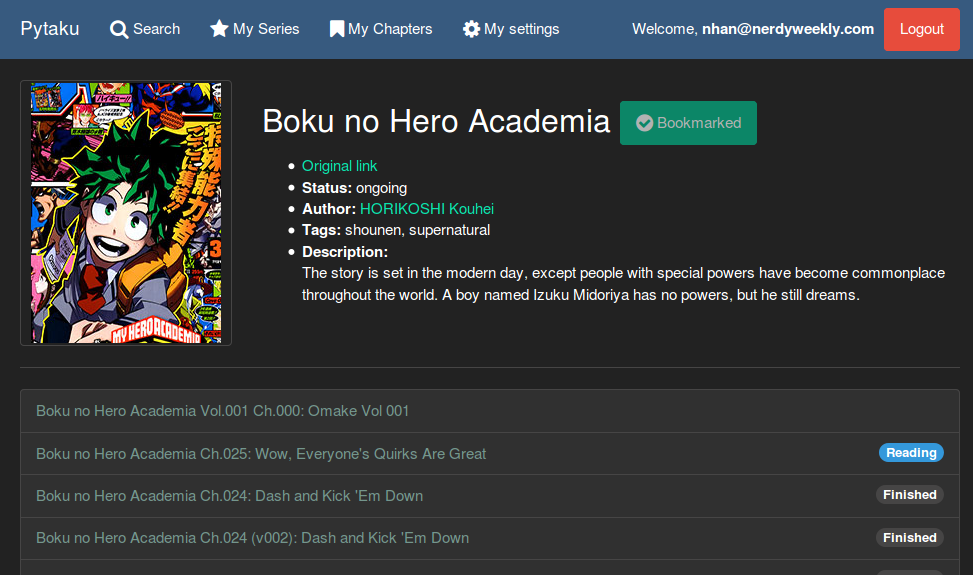 Pytaku Search My Series My Chapters My settings Welcome, nhan@nerdyweekly.com Logout
Boku no Hero Academia Bookmarked
Original link
Status: ongoing
Author: HORIKOSHI Kouhei
Tags: shounen, supernatural
Description:
The story is set in the modern day, except people with special powers have become commonplace
throughout the world. A boy named Izuku Midoriya has no powers, but he still dreams.
MY HERO ACADEMIA
Boku no Hero Academia Vol.001 Ch.000: Omake Vol 001
Boku no Hero Academia Ch.025: Wow, Everyone's Quirks Are Great Reading
Boku no Hero Academia Ch.024: Dash and Kick 'Em Down Finished
Boku no Hero Academia Ch.024 (v002): Dash and Kick 'Em Down Finished